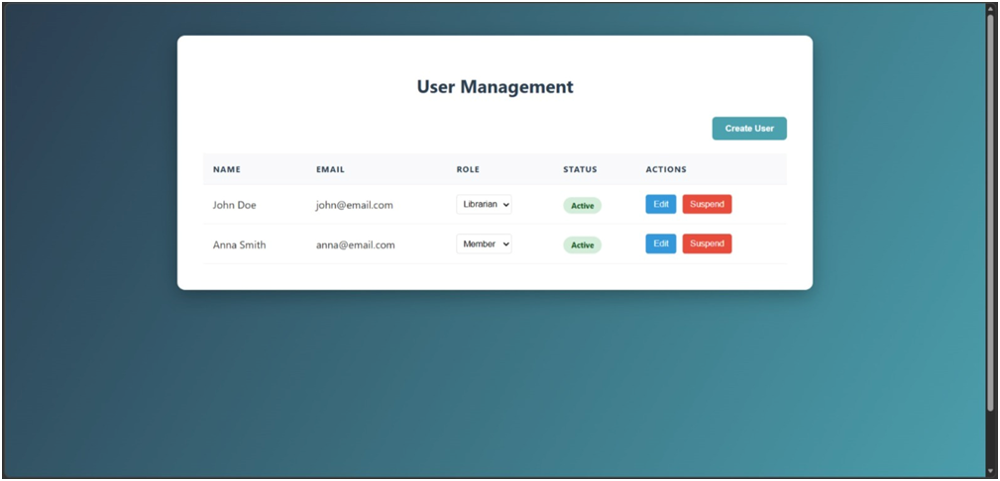 User Management
Create User
NAME EMAIL ROLE STATUS ACTIONS
John Doe john@email.com Librarian Active Edit Suspend
Anna Smith anna@email.com Member Active Edit Suspend